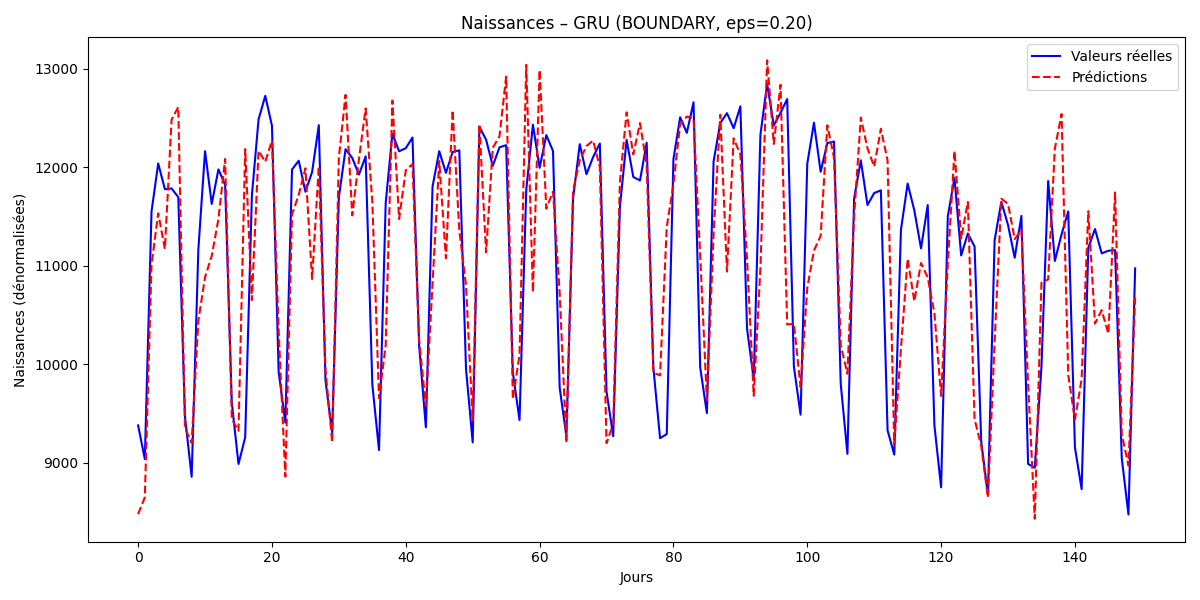 Naissances – GRU (BOUNDARY, eps=0.20)
Valeurs réelles
Prédictions
Naissances (dénormalisées)
13000
12000
11000
10000
9000
0 20 40 60 80 100 120 140
Jours